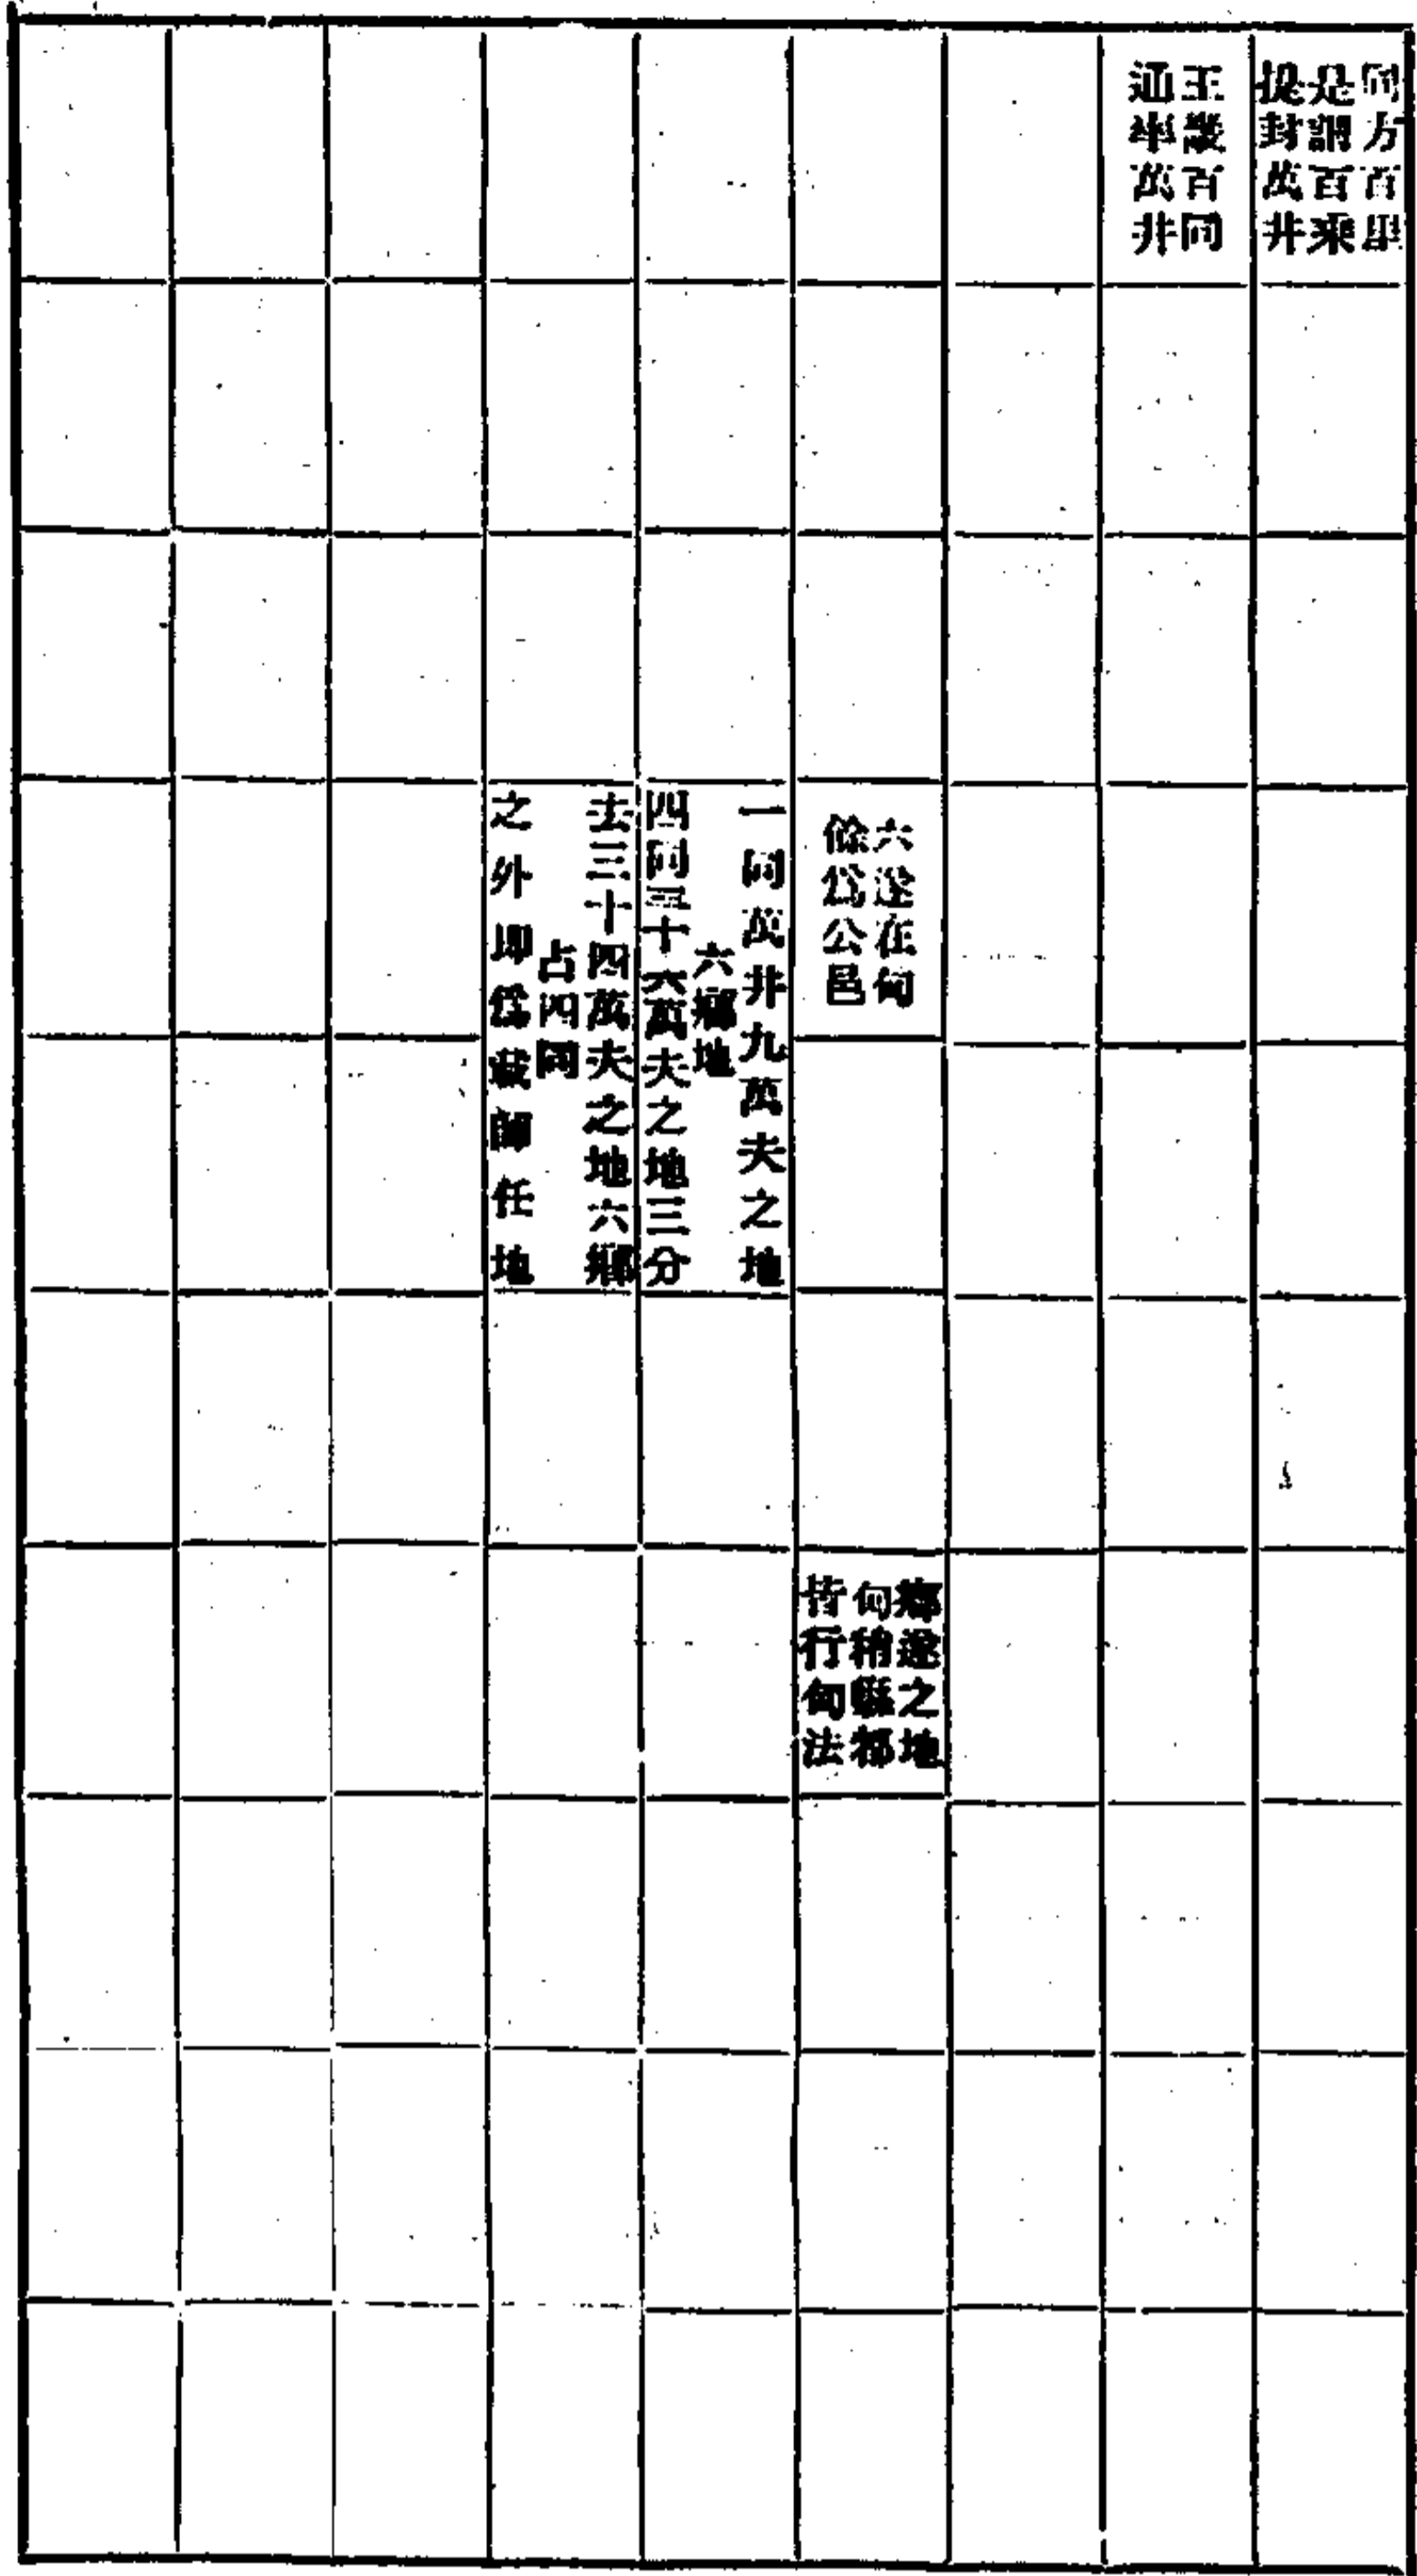 同方百里
是謂百乘
提封萬井
王畿百同
通率萬井
六遂在甸
餘為公邑
一同萬井九萬夫之地
六鄉地
四同三十六萬夫之地三分
去三十四萬夫之地六鄉
占四同
之外即為載師任地
鄉遂之地
甸稍縣都
皆行甸法